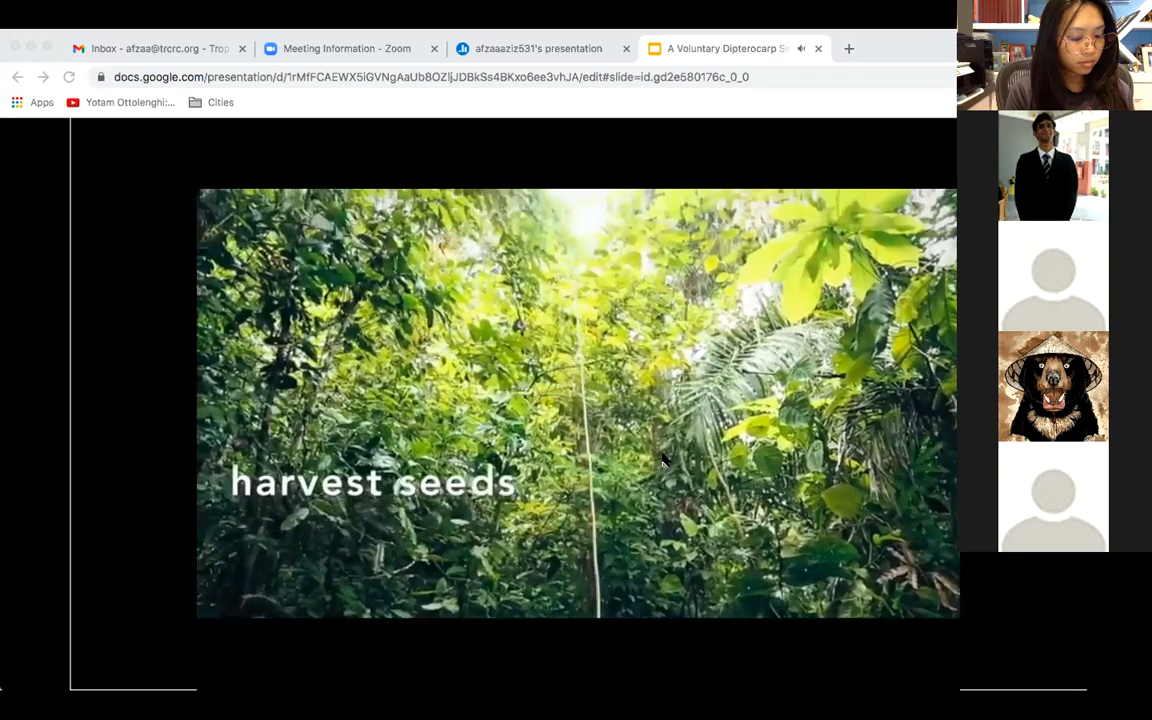 Inbox - afzaa@trcrc.org - Trop
Meeting Information - Zoom
afzaaaziz531's presentation
A Voluntary Dipterocarp Se
docs.google.com/presentation/d/1rMfFCAEWX5iGVNgAaUb8OZljJDBkSs4BKxo6ee3vhJA/edit#slide=id.gd2e580176c_0_0
Apps
Yotam Ottolenghi:...
Cities
harvest seeds